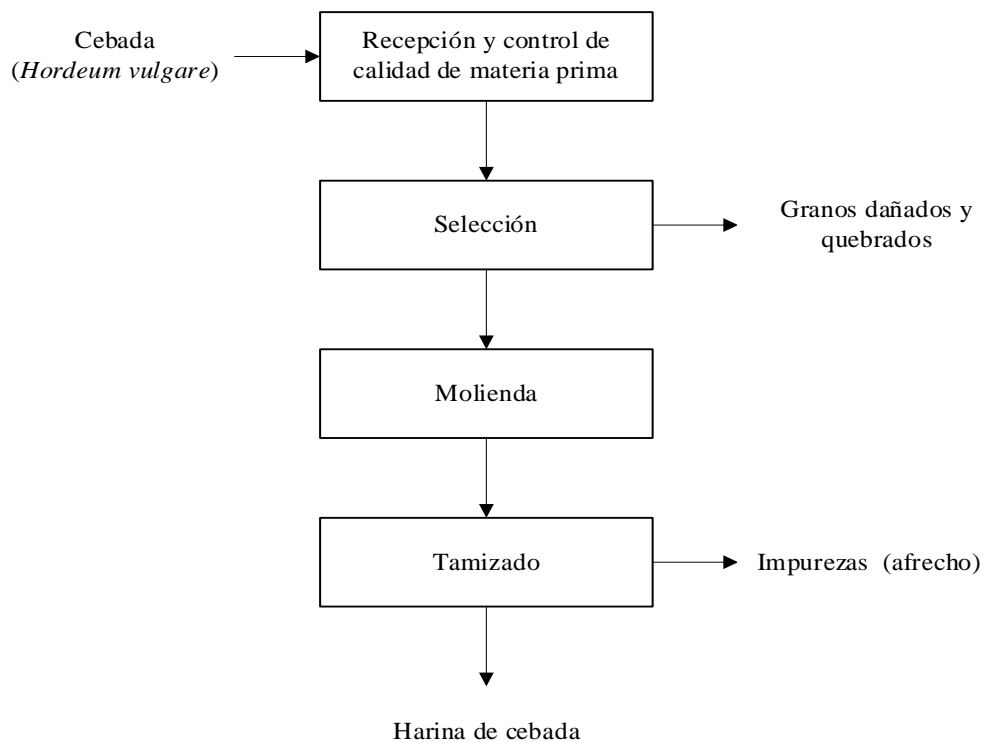 Cebada
(Hordeum vulgare)
Recepción y control de
calidad de materia prima
Selección
Granos dañados y
quebrados
Molienda
Tamizado
Impurezas (afrecho)
Harina de cebada